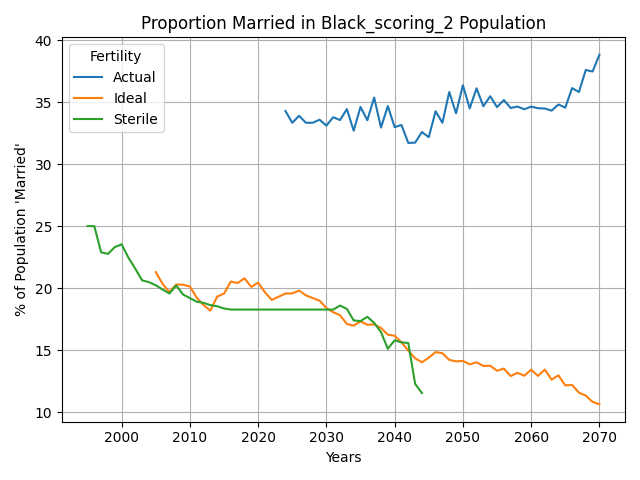 Proportion Married in Black_scoring_2 Population
Fertility
Actual
Ideal
Sterile
% of Population 'Married'
40
35
30
25
20
15
10
2000 2010 2020 2030 2040 2050 2060 2070
Years